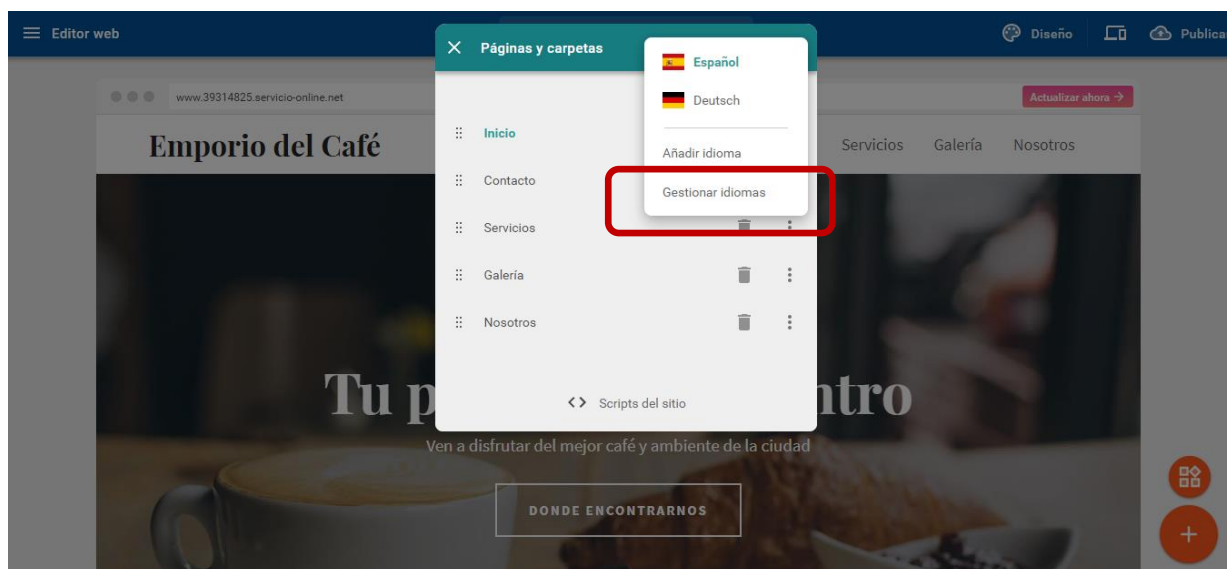 Editor web
Páginas y carpetas
Diseño
Publica
Español
Deutsch
Añadir idioma
Gestionar idiomas
www.39314825.servicio-online.net
Actualizar ahora →
Emporio del Café
Servicios Galería Nosotros
Inicio
Contacto
Servicios
Galería
Nosotros
Scripts del sitio
Tu p
ntro
Ven a disfrutar del mejor café y ambiente de la ciudad
DONDE ENCONTRARNOS